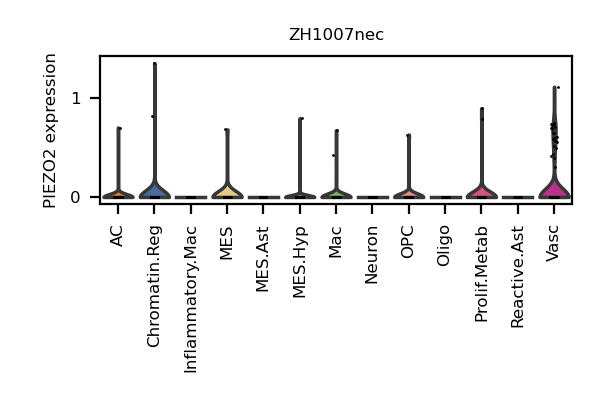 ZH1007nec
PIEZO2 expression
1
0
AC
Chromatin.Reg
Inflammatory.Mac
MES
MES.Ast
MES.Hyp
Mac
Neuron
OPC
Oligo
Prolif.Metab
Reactive.Ast
Vasc